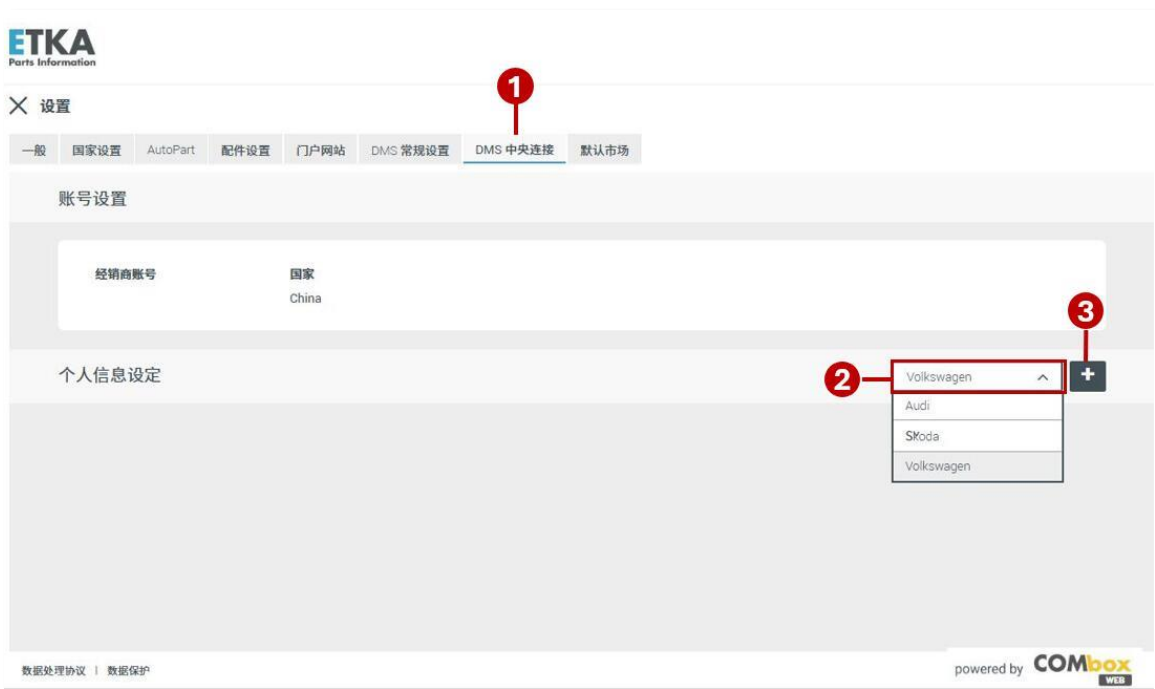 ETKA
Parts Information
1
设置
一般 国家设置 AutoPart 配件设置 门户网站 DMS 常规设置 DMS 中央连接 默认市场
账号设置
经销商账号 国家
China
3
个人信息设定
2
Volkswagen
+
Audi
Skoda
Volkswagen
数据处理协议 | 数据保护
powered by COMbox
WEB